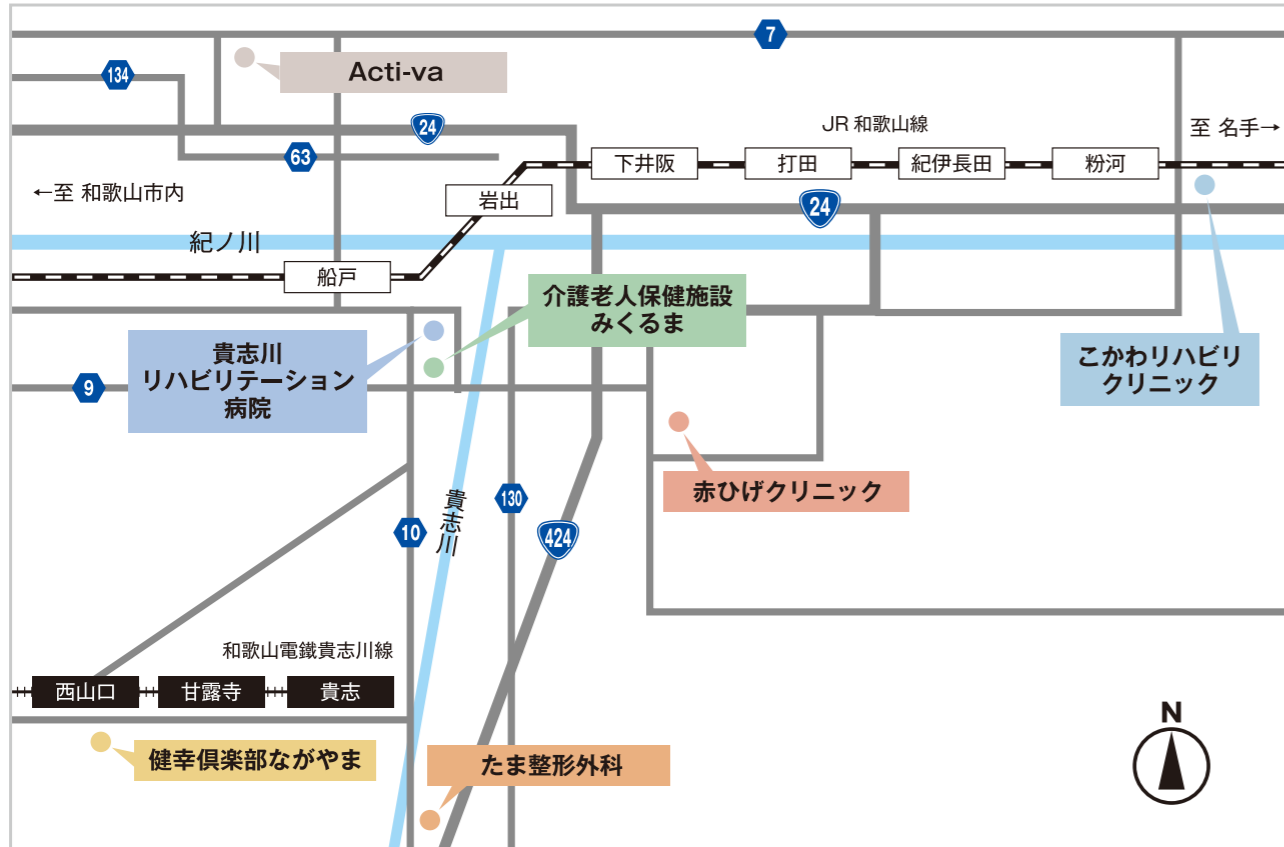 7
134
Acti-va
24
JR 和歌山線
至 名手→
63
下井阪
打田
紀伊長田
粉河
←至 和歌山市内
岩出
24
紀ノ川
船戸
介護老人保健施設
みくるま
貴志川
リハビリテーション
病院
こかわリハビリ
クリニック
9
赤ひげクリニック
貴志川
130
10
424
和歌山電鐵貴志川線
西山口
甘露寺
貴志
N
健幸倶楽部ながやま
たま整形外科